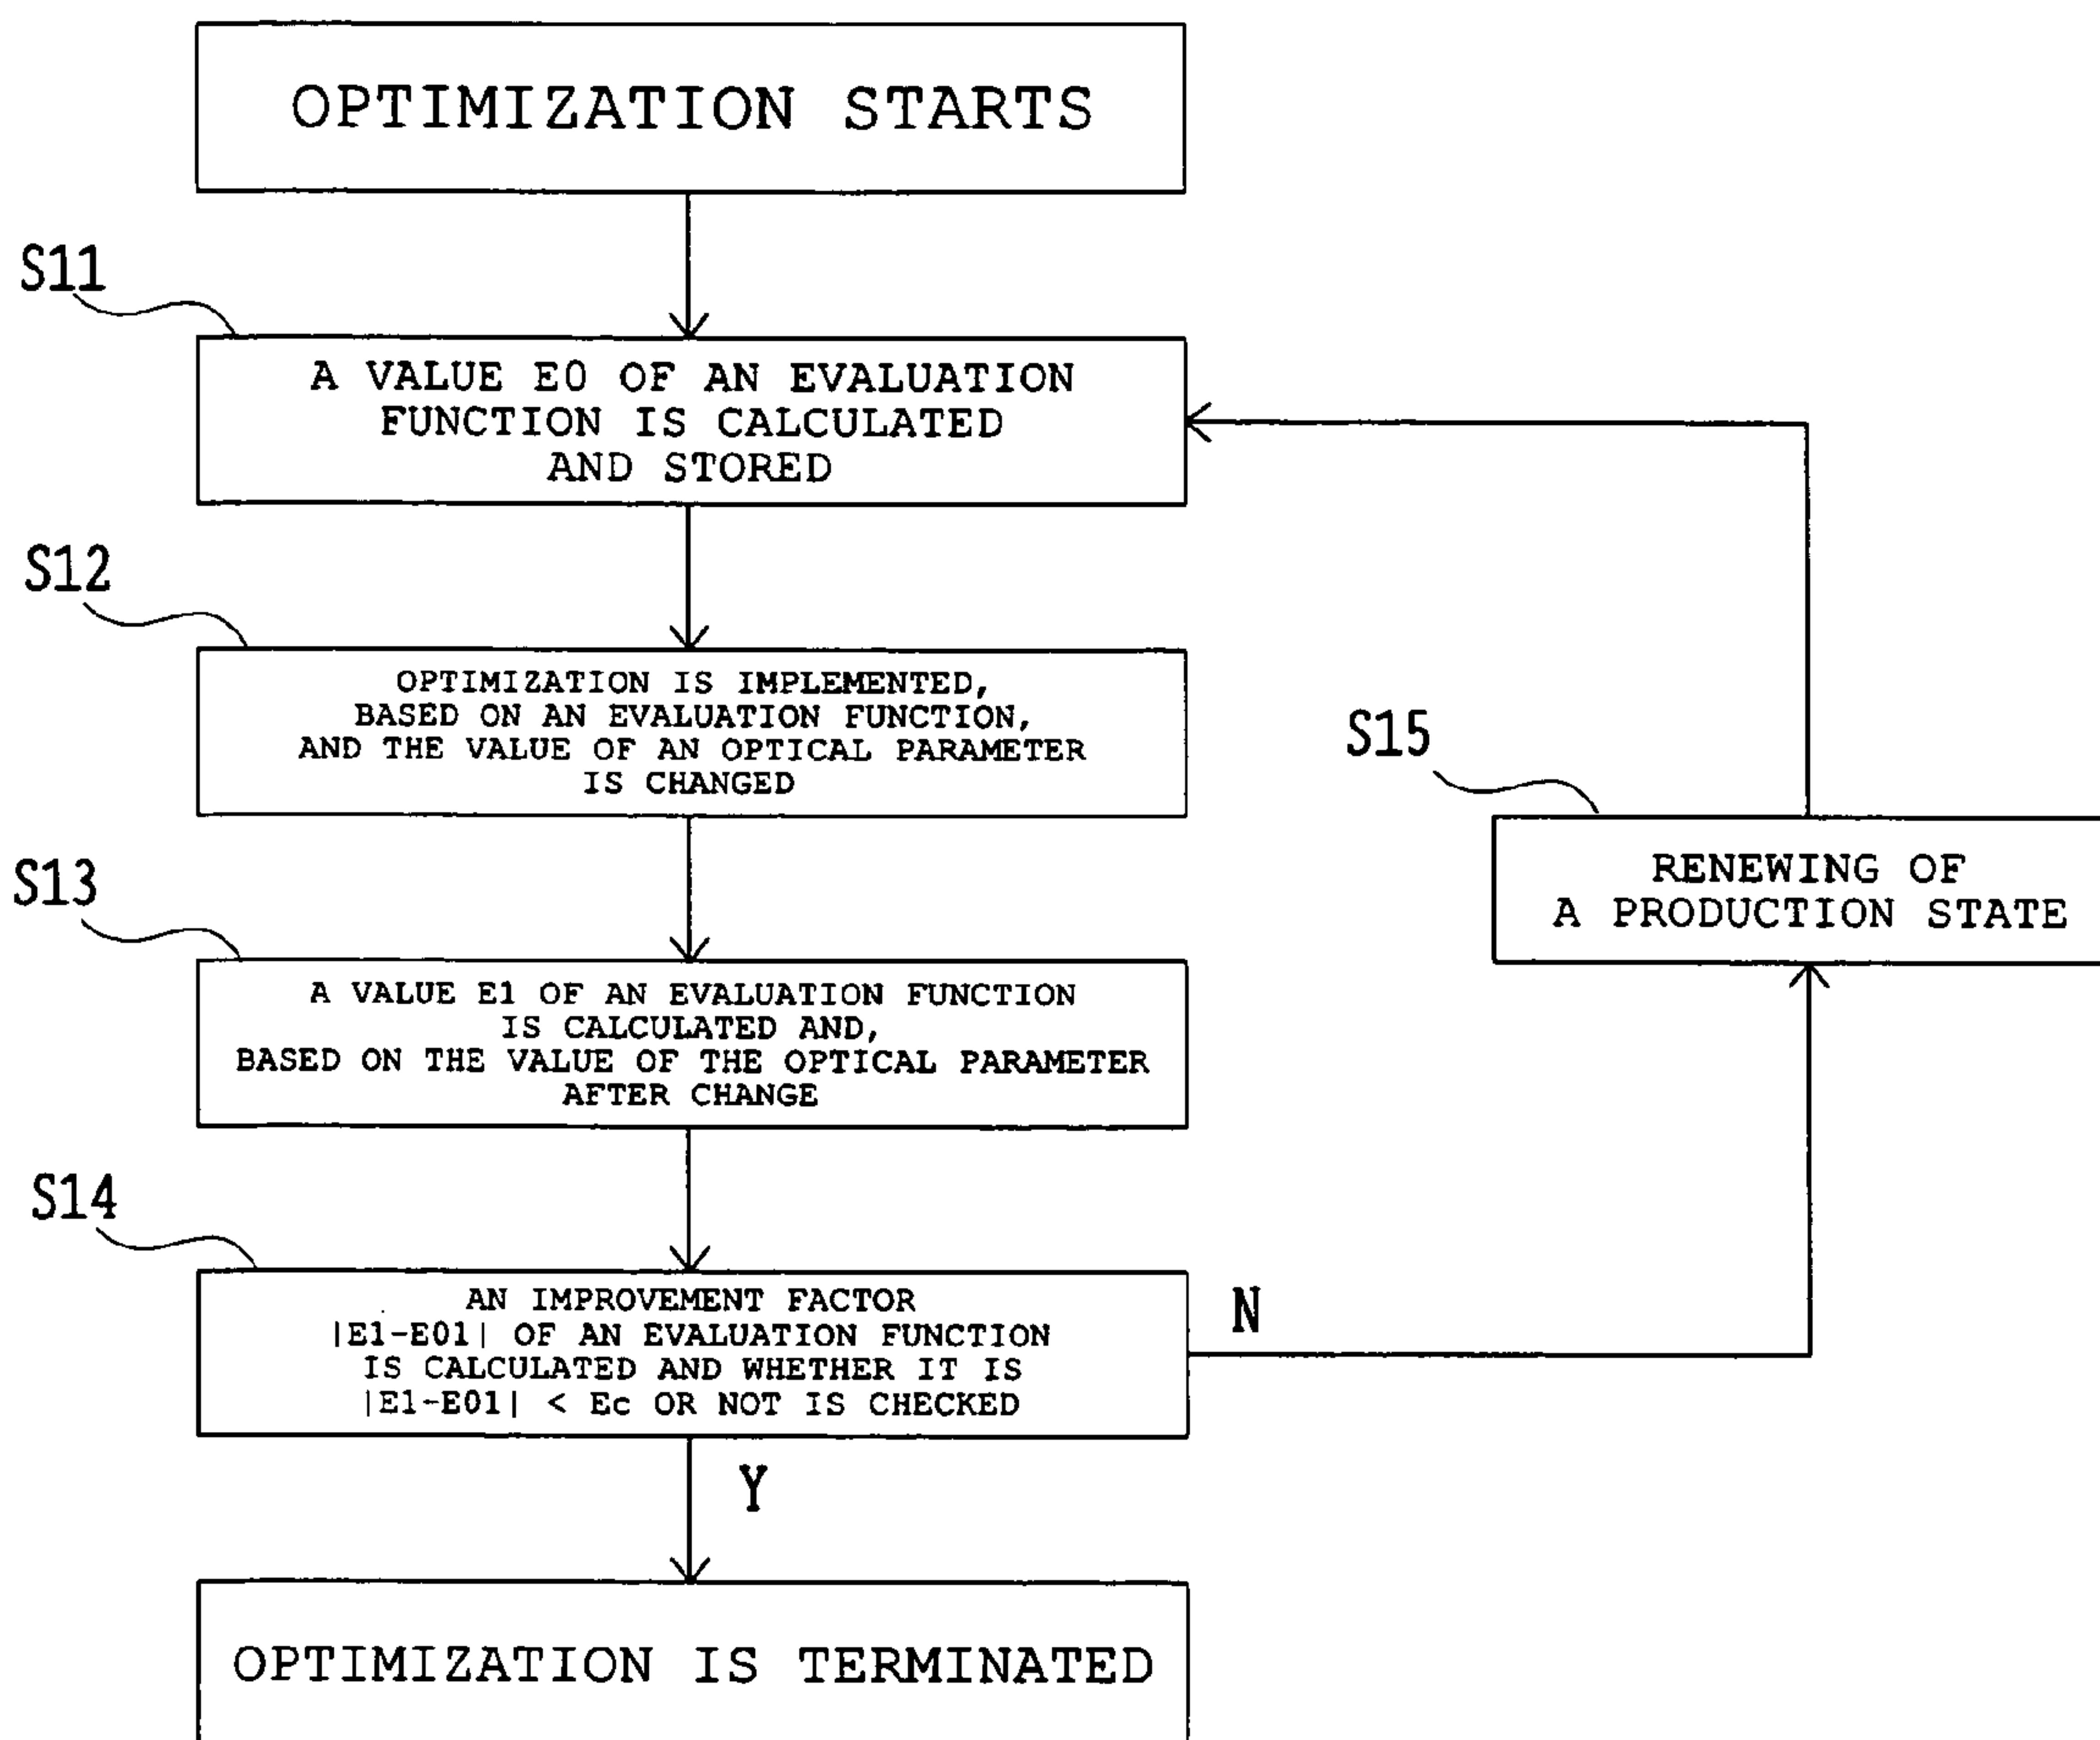 OPTIMIZATION STARTS
S11
A VALUE E0 OF AN EVALUATION
FUNCTION IS CALCULATED
AND STORED
S12
OPTIMIZATION IS IMPLEMENTED,
BASED ON AN EVALUATION FUNCTION,
AND THE VALUE OF AN OPTICAL PARAMETER
IS CHANGED
S13
A VALUE E1 OF AN EVALUATION FUNCTION
IS CALCULATED AND,
BASED ON THE VALUE OF THE OPTICAL PARAMETER
AFTER CHANGE
S14
AN IMPROVEMENT FACTOR
|E1-E01| OF AN EVALUATION FUNCTION
IS CALCULATED AND WHETHER IT IS
|E1-E01| < Ec OR NOT IS CHECKED
N
S15
RENEWING OF
A PRODUCTION STATE
Y
OPTIMIZATION IS TERMINATED